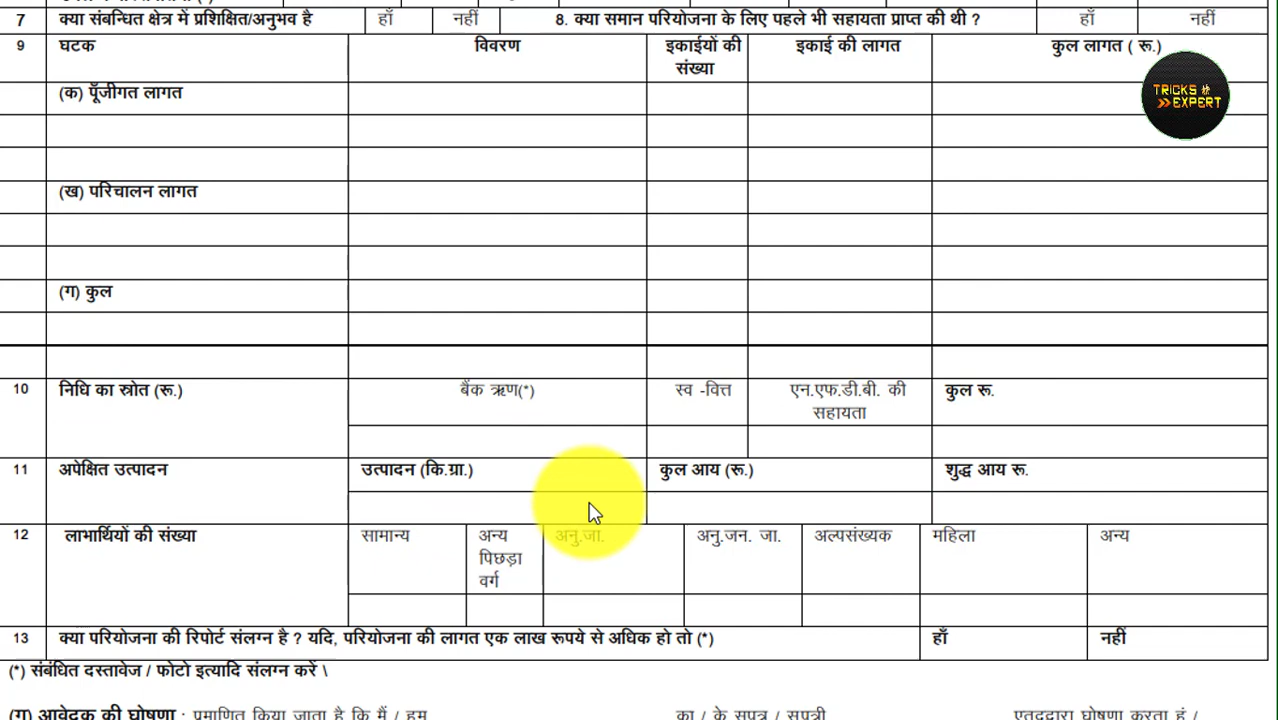 7 क्या संबन्धित क्षेत्र में प्रशिक्षित/अनुभव है हाँ नहीं 8. क्या समान परियोजना के लिए पहले भी सहायता प्राप्त की थी ? हाँ नहीं
9 घटक विवरण इकाईयों की संख्या इकाई की लागत कुल लागत ( रू.)
TRICKS EXPERT
(क) पूँजीगत लागत
(ख) परिचालन लागत
(ग) कुल
10 निधि का स्रोत (रू.) बैंक ऋण(*) स्व -वित्त एन.एफ.डी.बी. की सहायता कुल रू.
11 अपेक्षित उत्पादन उत्पादन (कि.ग्रा.) कुल आय (रू.) शुद्ध आय रू.
12 लाभार्थियों की संख्या सामान्य अन्य पिछड़ा वर्ग अनु.जा. अनु.जन. जा. अल्पसंख्यक महिला अन्य
13 क्या परियोजना की रिपोर्ट संलग्न है ? यदि, परियोजना की लागत एक लाख रूपये से अधिक हो तो (*) हाँ नहीं
(*) संबंधित दस्तावेज / फोटो इत्यादि संलग्न करें \
(ग) आवेदक की घोषणा : प्रमाणित किया जाता है कि मैं / हम का / के सुपुत्र / सुपुत्री एतद्द्वारा घोषणा करता हूं /